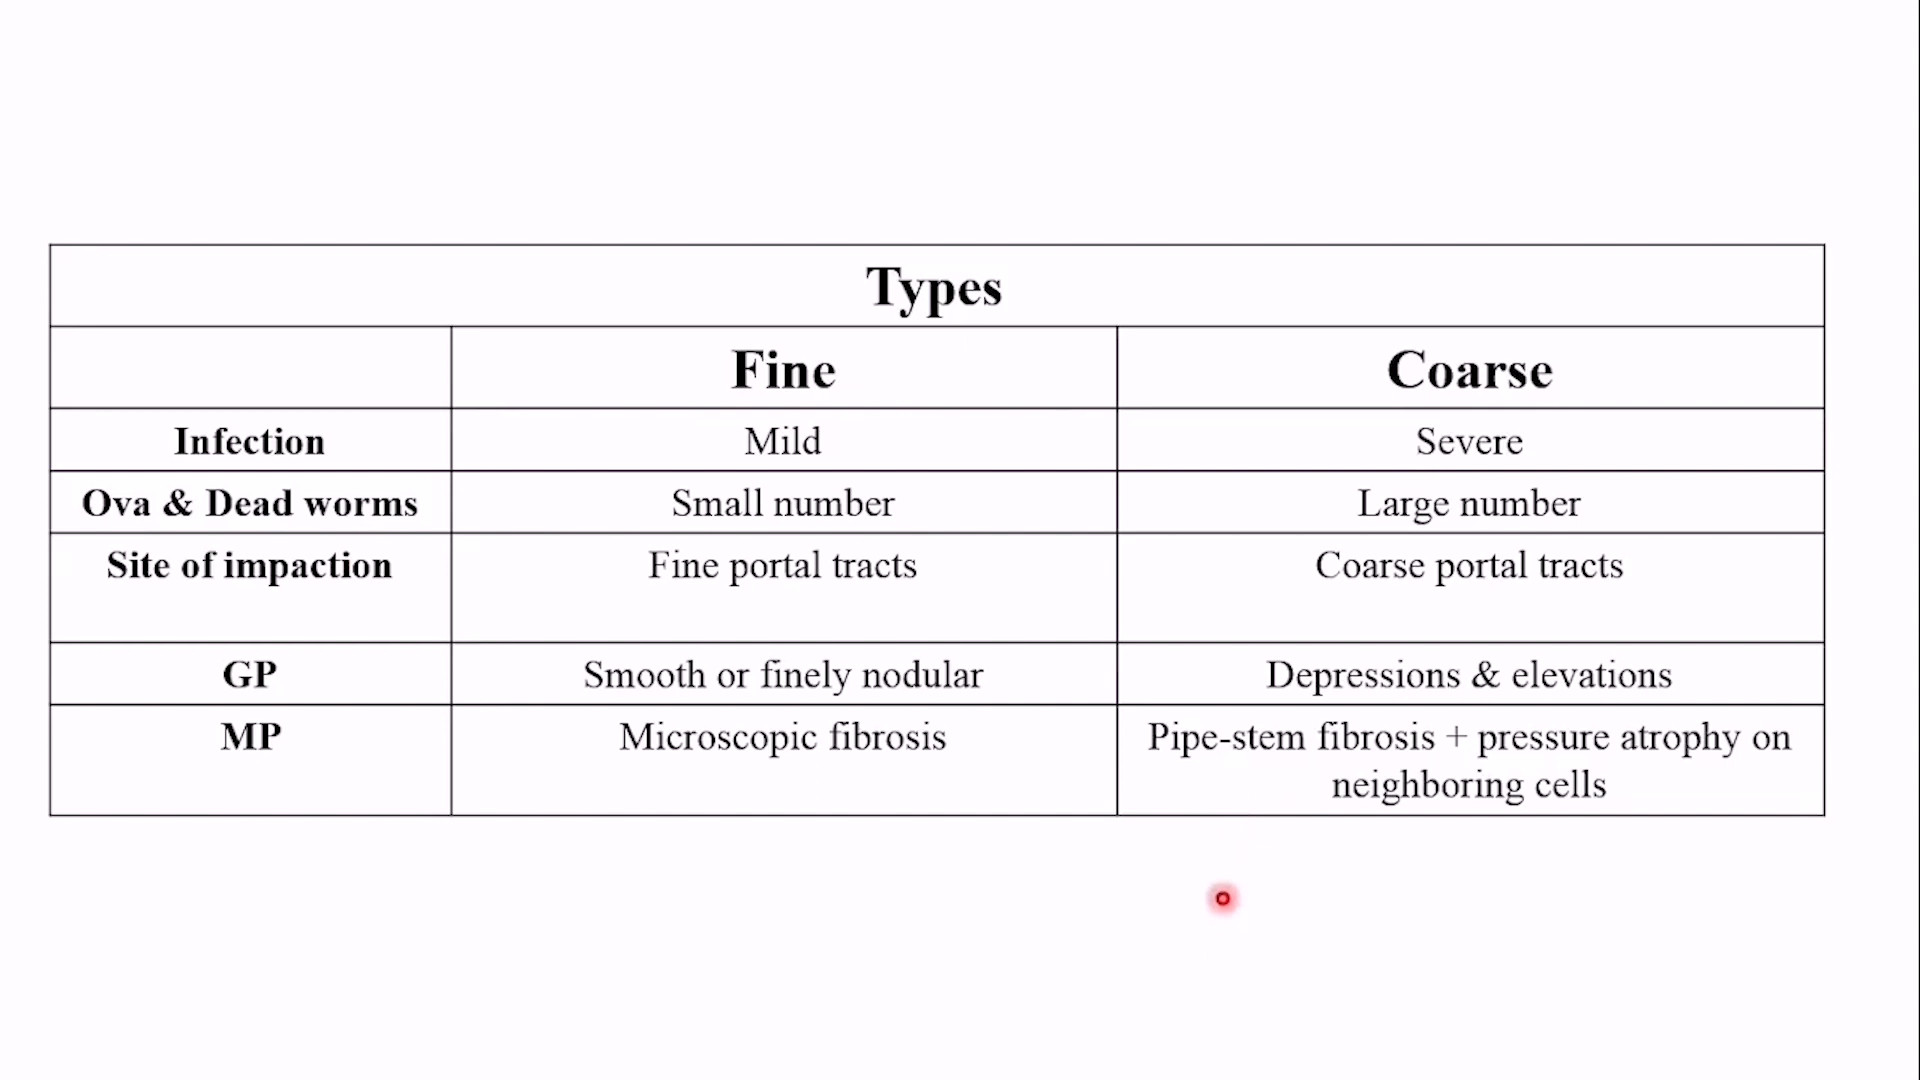 Types
Fine Coarse
Infection Mild Severe
Ova & Dead worms Small number Large number
Site of impaction Fine portal tracts Coarse portal tracts
GP Smooth or finely nodular Depressions & elevations
MP Microscopic fibrosis Pipe-stem fibrosis + pressure atrophy on
neighboring cells